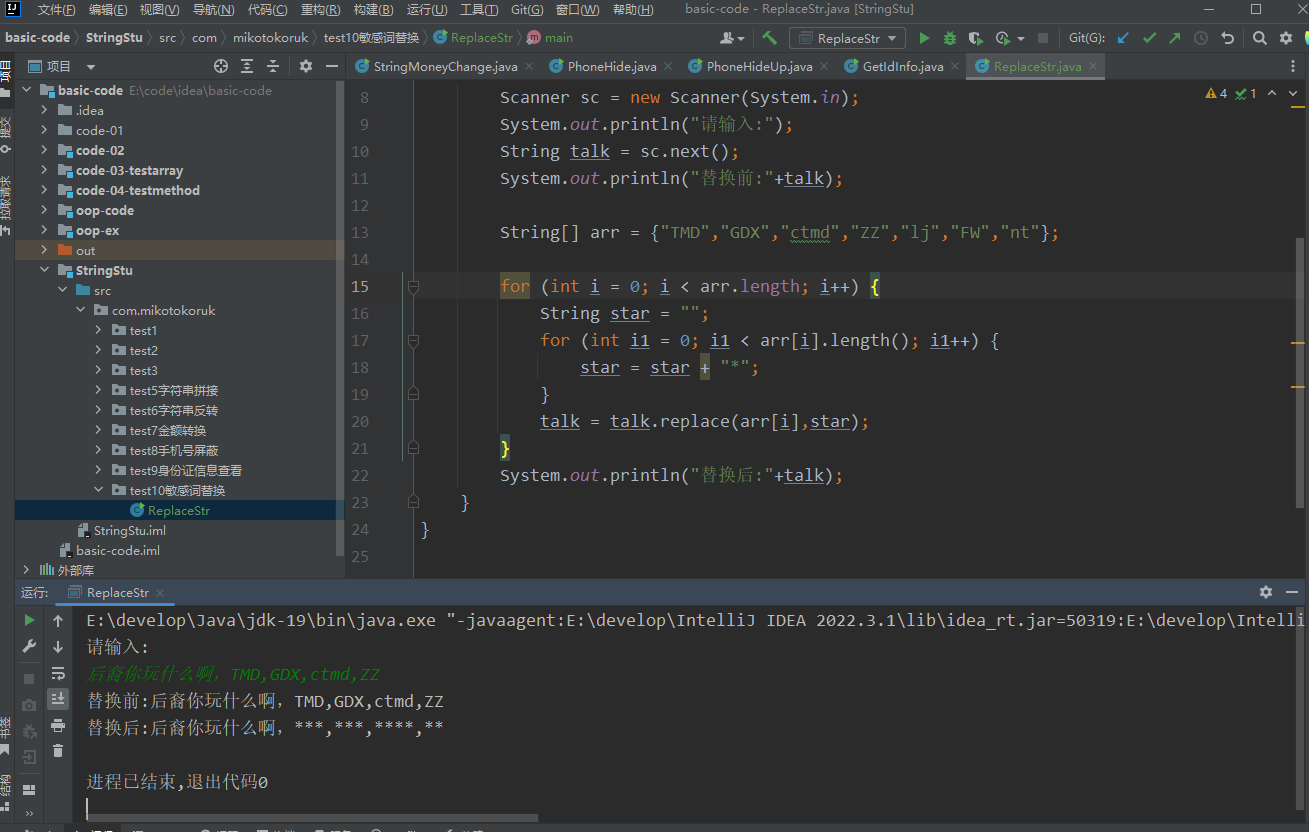 文件(F) 编辑(E) 视图(V) 导航(N) 代码(C) 重构(R) 构建(B) 运行(U) 工具(T) Git(G) 窗口(W) 帮助(H) basic-code - ReplaceStr.java [StringStu]
basic-code StringStu src com mikotokoruk test10敏感词替换 ReplaceStr main ReplaceStr Git(G):
项目
StringMoneyChange.java PhoneHide.java PhoneHideUp.java GetIdInfo.java ReplaceStr.java
项目
提交
拉取请求
basic-code E:\code\idea\basic-code
.idea
code-01
code-02
code-03-testarray
code-04-testmethod
oop-code
oop-ex
out
StringStu
src
com.mikotokoruk
test1
test2
test3
test5字符串拼接
test6字符串反转
test7金额转换
test8手机号屏蔽
test9身份证信息查看
test10敏感词替换
ReplaceStr
StringStu.iml
basic-code.iml
外部库
4 1
8 Scanner sc = new Scanner(System.in);
9 System.out.println("请输入:");
10 String talk = sc.next();
11 System.out.println("替换前:"+talk);
12
13 String[] arr = {"TMD","GDX","ctmd","ZZ","lj","FW","nt"};
14
15 for (int i = 0; i < arr.length; i++) {
16 String star = "";
17 for (int i1 = 0; i1 < arr[i].length(); i1++) {
18 star = star + "*";
19 }
20 talk = talk.replace(arr[i],star);
21 }
22 System.out.println("替换后:"+talk);
23 }
24 }
25
运行: ReplaceStr
E:\develop\Java\jdk-19\bin\java.exe "-javaagent:E:\develop\IntelliJ IDEA 2022.3.1\lib\idea_rt.jar=50319:E:\develop\Intelli
请输入:
后裔你玩什么啊，TMD,GDX,ctmd,ZZ
替换前:后裔你玩什么啊，TMD,GDX,ctmd,ZZ
替换后:后裔你玩什么啊，***,***,****,**
进程已结束,退出代码0
书签
结构